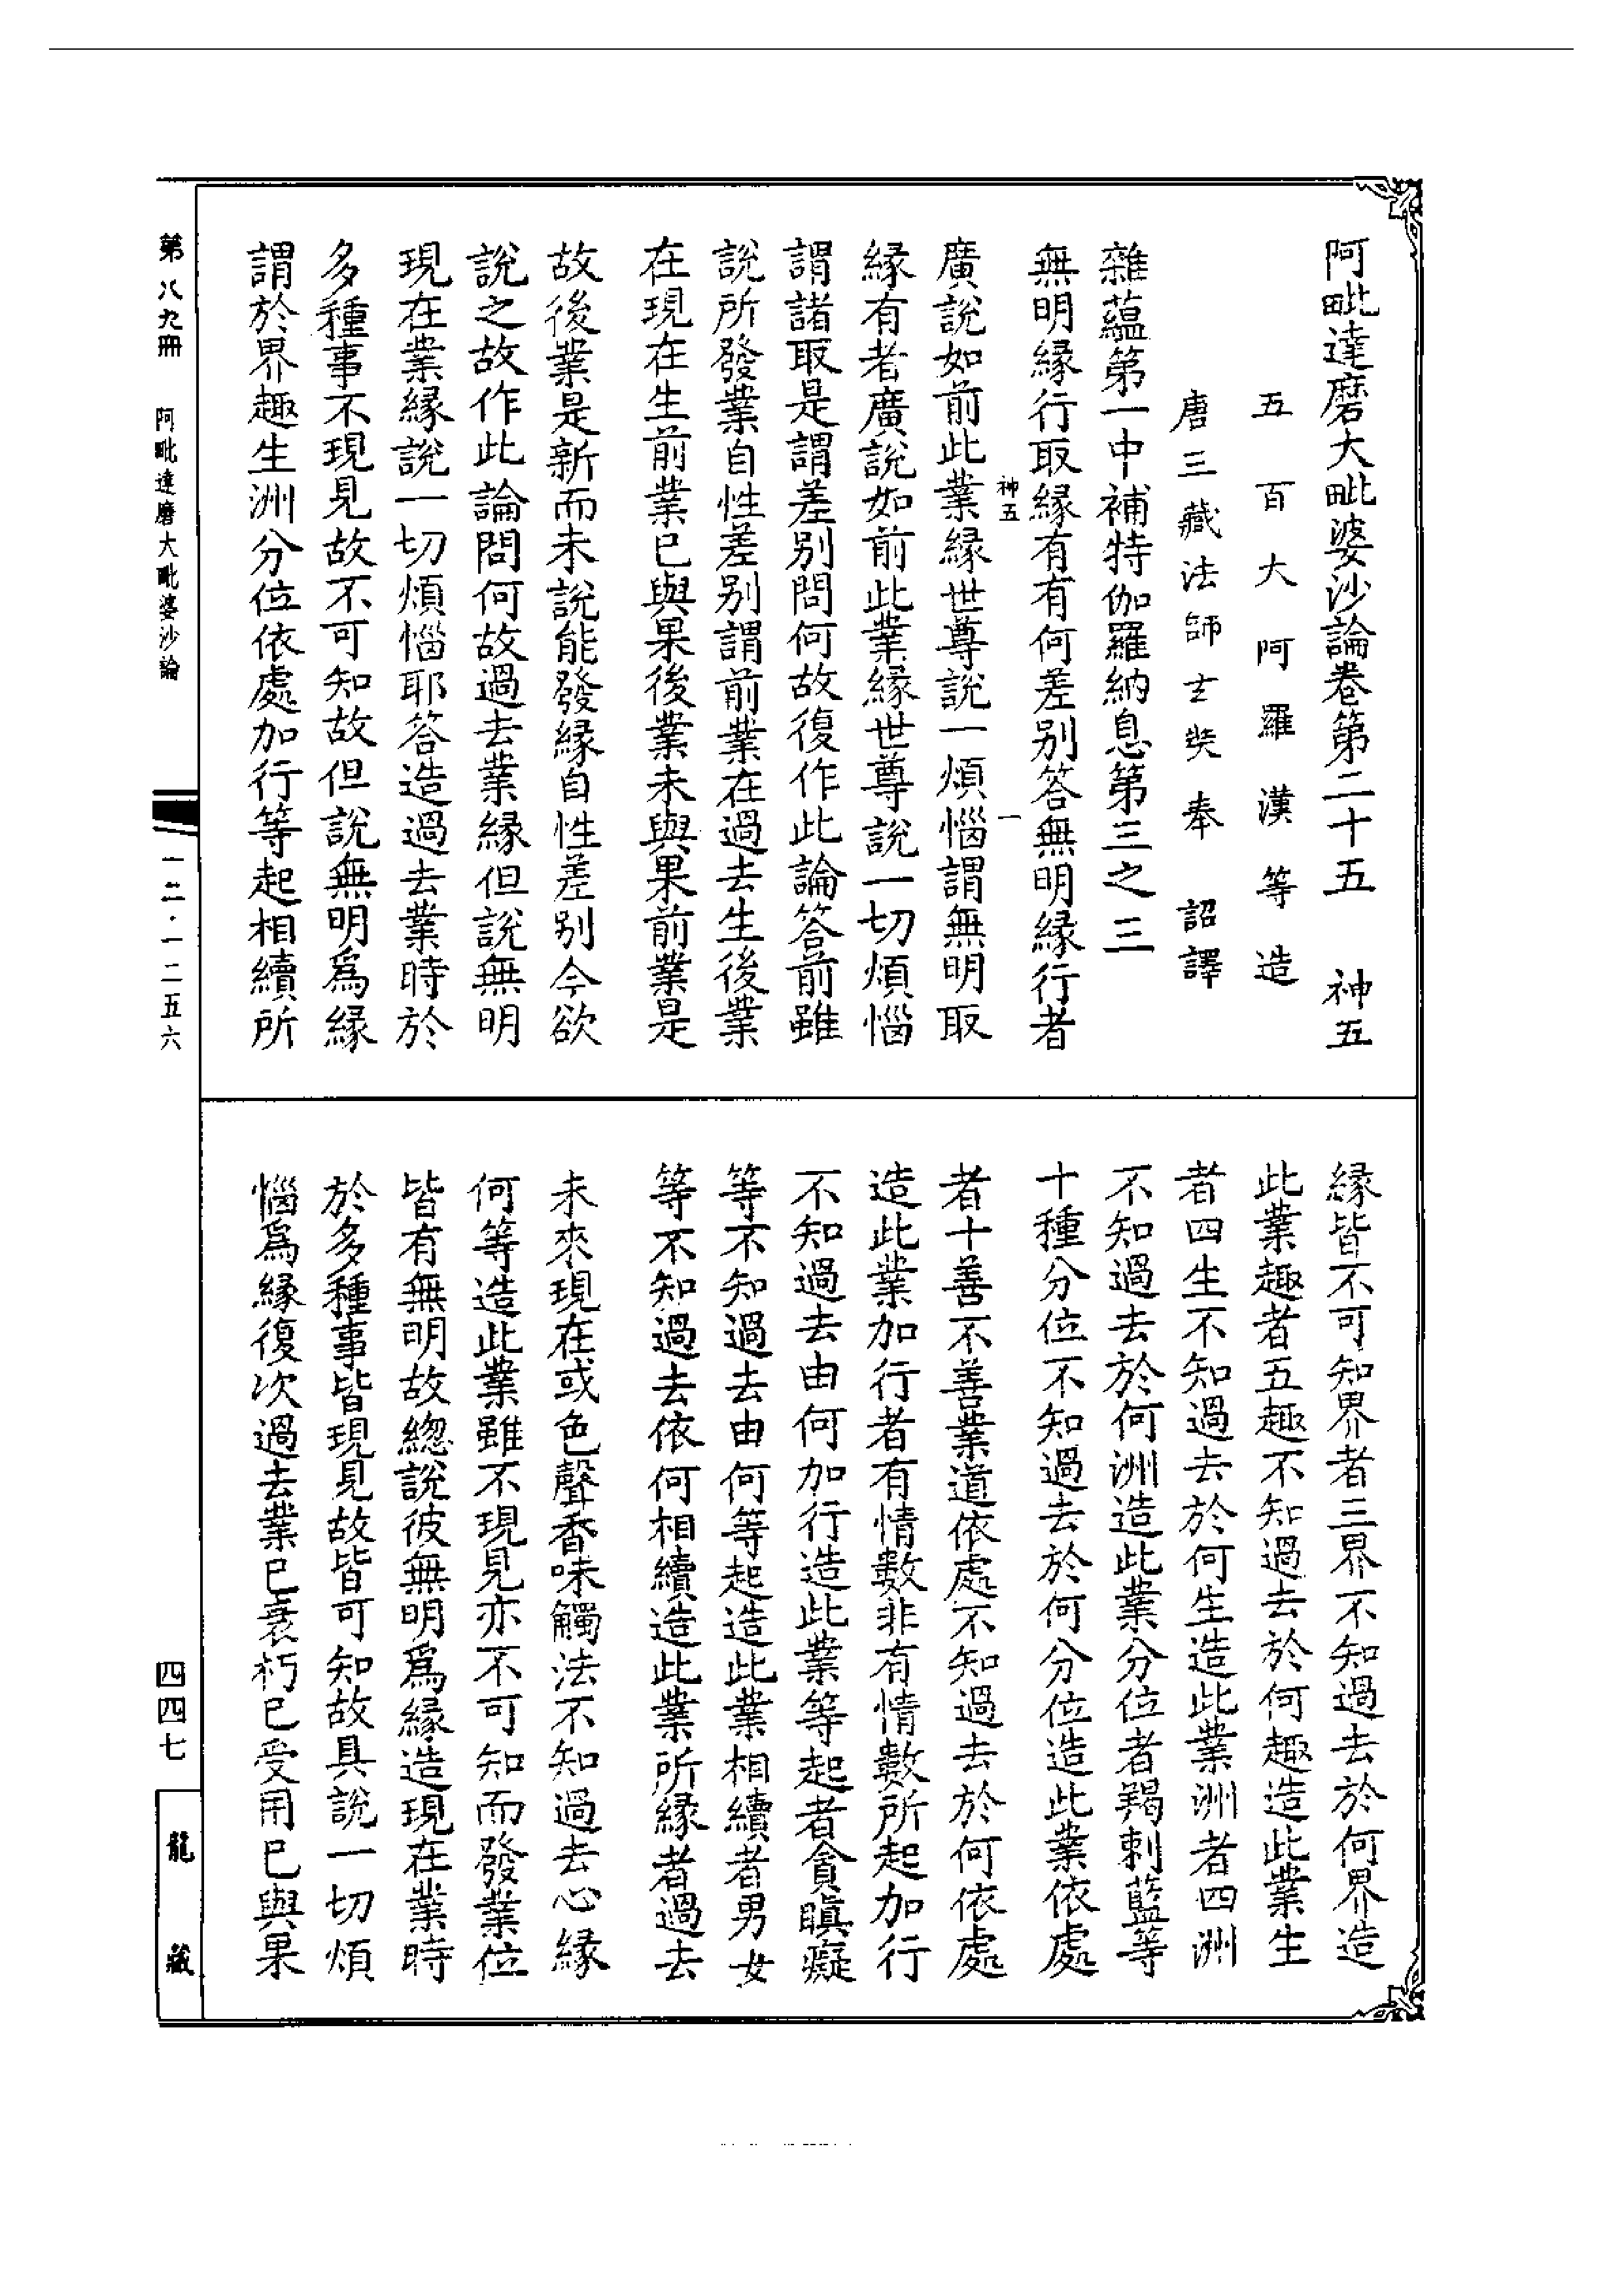 阿毗達磨大毗婆沙論卷第二十五 神五
五百大阿羅漢等造
唐三藏法師玄奘奉 詔譯
雜蘊第一中補特伽羅納息第三之三
無明緣行取緣有有何差別答無明緣行者
神五 一
廣說如前此業緣世尊說一煩惱謂無明取
緣有者廣說如前此業緣世尊說一切煩惱
謂諸取是謂差別問何故復作此論答前雖
說所發業自性差別謂前業在過去生後業
在現在生前業已與果後業未與果前業是
故後業是新而未說能發緣自性差別今欲
說之故作此論問何故過去業緣但說無明
現在業緣說一切煩惱耶答造過去業時於
多種事不現見故不可知故但說無明為緣
謂於界趣生洲分位依處加行等起相續所
緣皆不可知界者三界不知過去於何界造
此業趣者五趣不知過去於何趣造此業生
者四生不知過去於何生造此業洲者四洲
不知過去於何洲造此業分位者羯剌藍等
十種分位不知過去於何分位造此業依處
者十善不善業道依處不知過去於何依處
造此業加行者有情數非有情數所起加行
不知過去由何加行造此業等起者貪瞋癡
等不知過去由何等起造此業相續者男女
等不知過去依何相續造此業所緣者過去
未來現在或色聲香味觸法不知過去心緣
何等造此業雖不現見亦不可知而發業位
皆有無明故總說彼無明為緣造現在業時
於多種事皆現見故皆可知故具說一切煩
惱為緣復次過去業已衰朽已受用已與果
第八九冊 阿毗達磨大毗婆沙論
一二·一二五六
四四七
龍藏